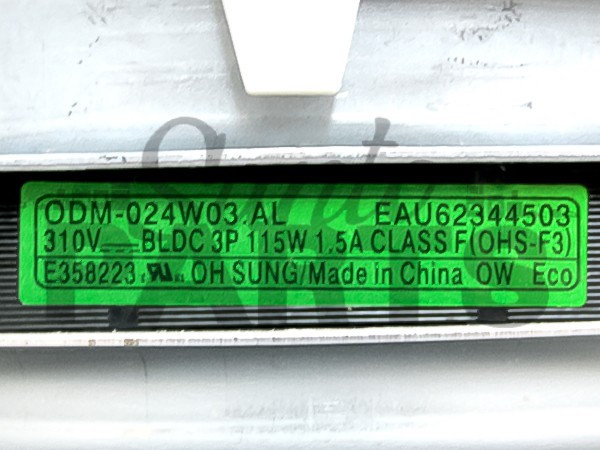 ODM-024W03.AL EAU62344503
310V BLDC 3P 115W 1.5A CLASS F(OHS-F3)
E358223 OH SUNG/Made in China OW Eco
PARTS